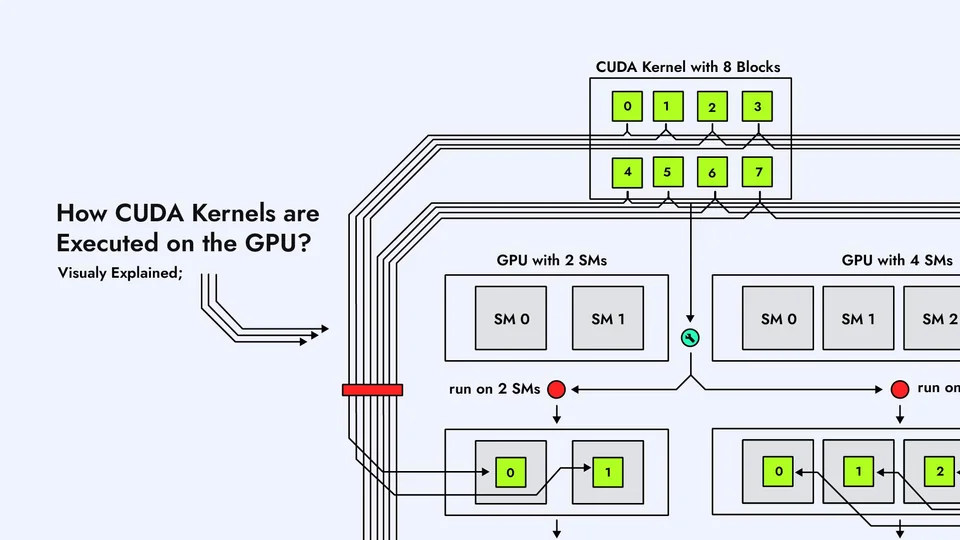 CUDA Kernel with 8 Blocks
0 1 2 3
4 5 6 7
How CUDA Kernels are
Executed on the GPU?
Visualy Explained;
GPU with 2 SMs
GPU with 4 SMs
SM 0 SM 1
SM 0 SM 1 SM 2
run on 2 SMs
run on
0 1
0 1 2